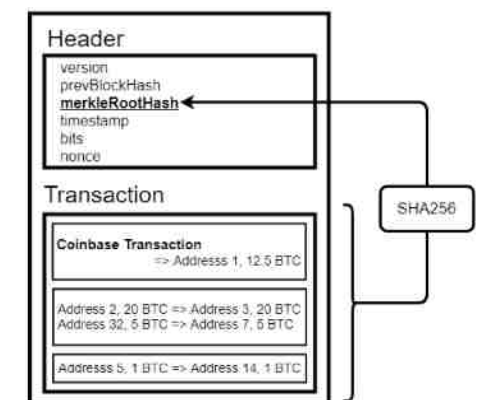 Header
version
prevBlockHash
merkleRootHash
timestamp
bits
nonce
SHA256
Transaction
Coinbase Transaction
=> Addresss 1, 12.5 BTC
Address 2, 20 BTC => Address 3, 20 BTC
Address 32, 5 BTC => Address 7, 5 BTC
Addresss 5, 1 BTC => Address 14, 1 BTC